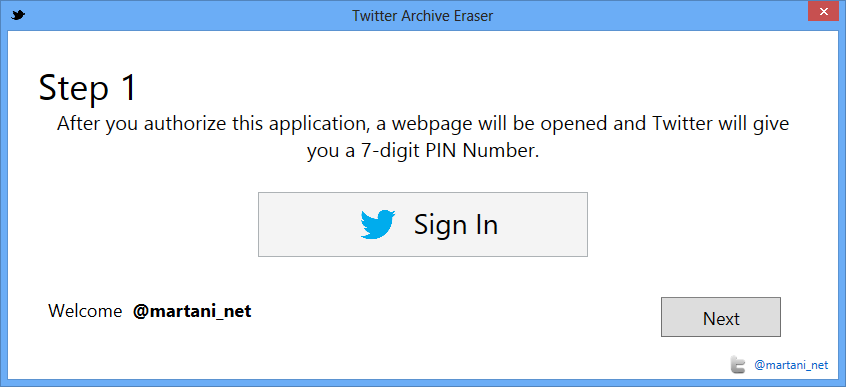 Twitter Archive Eraser
Step 1
After you authorize this application, a webpage will be opened and Twitter will give
you a 7-digit PIN Number.
Sign In
Welcome @martani_net
Next
@martani_net